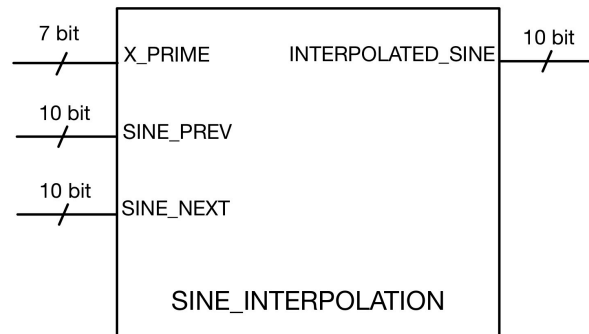 7 bit
X_PRIME
INTERPOLATED_SINE
10 bit
10 bit
SINE_PREV
10 bit
SINE_NEXT
SINE_INTERPOLATION